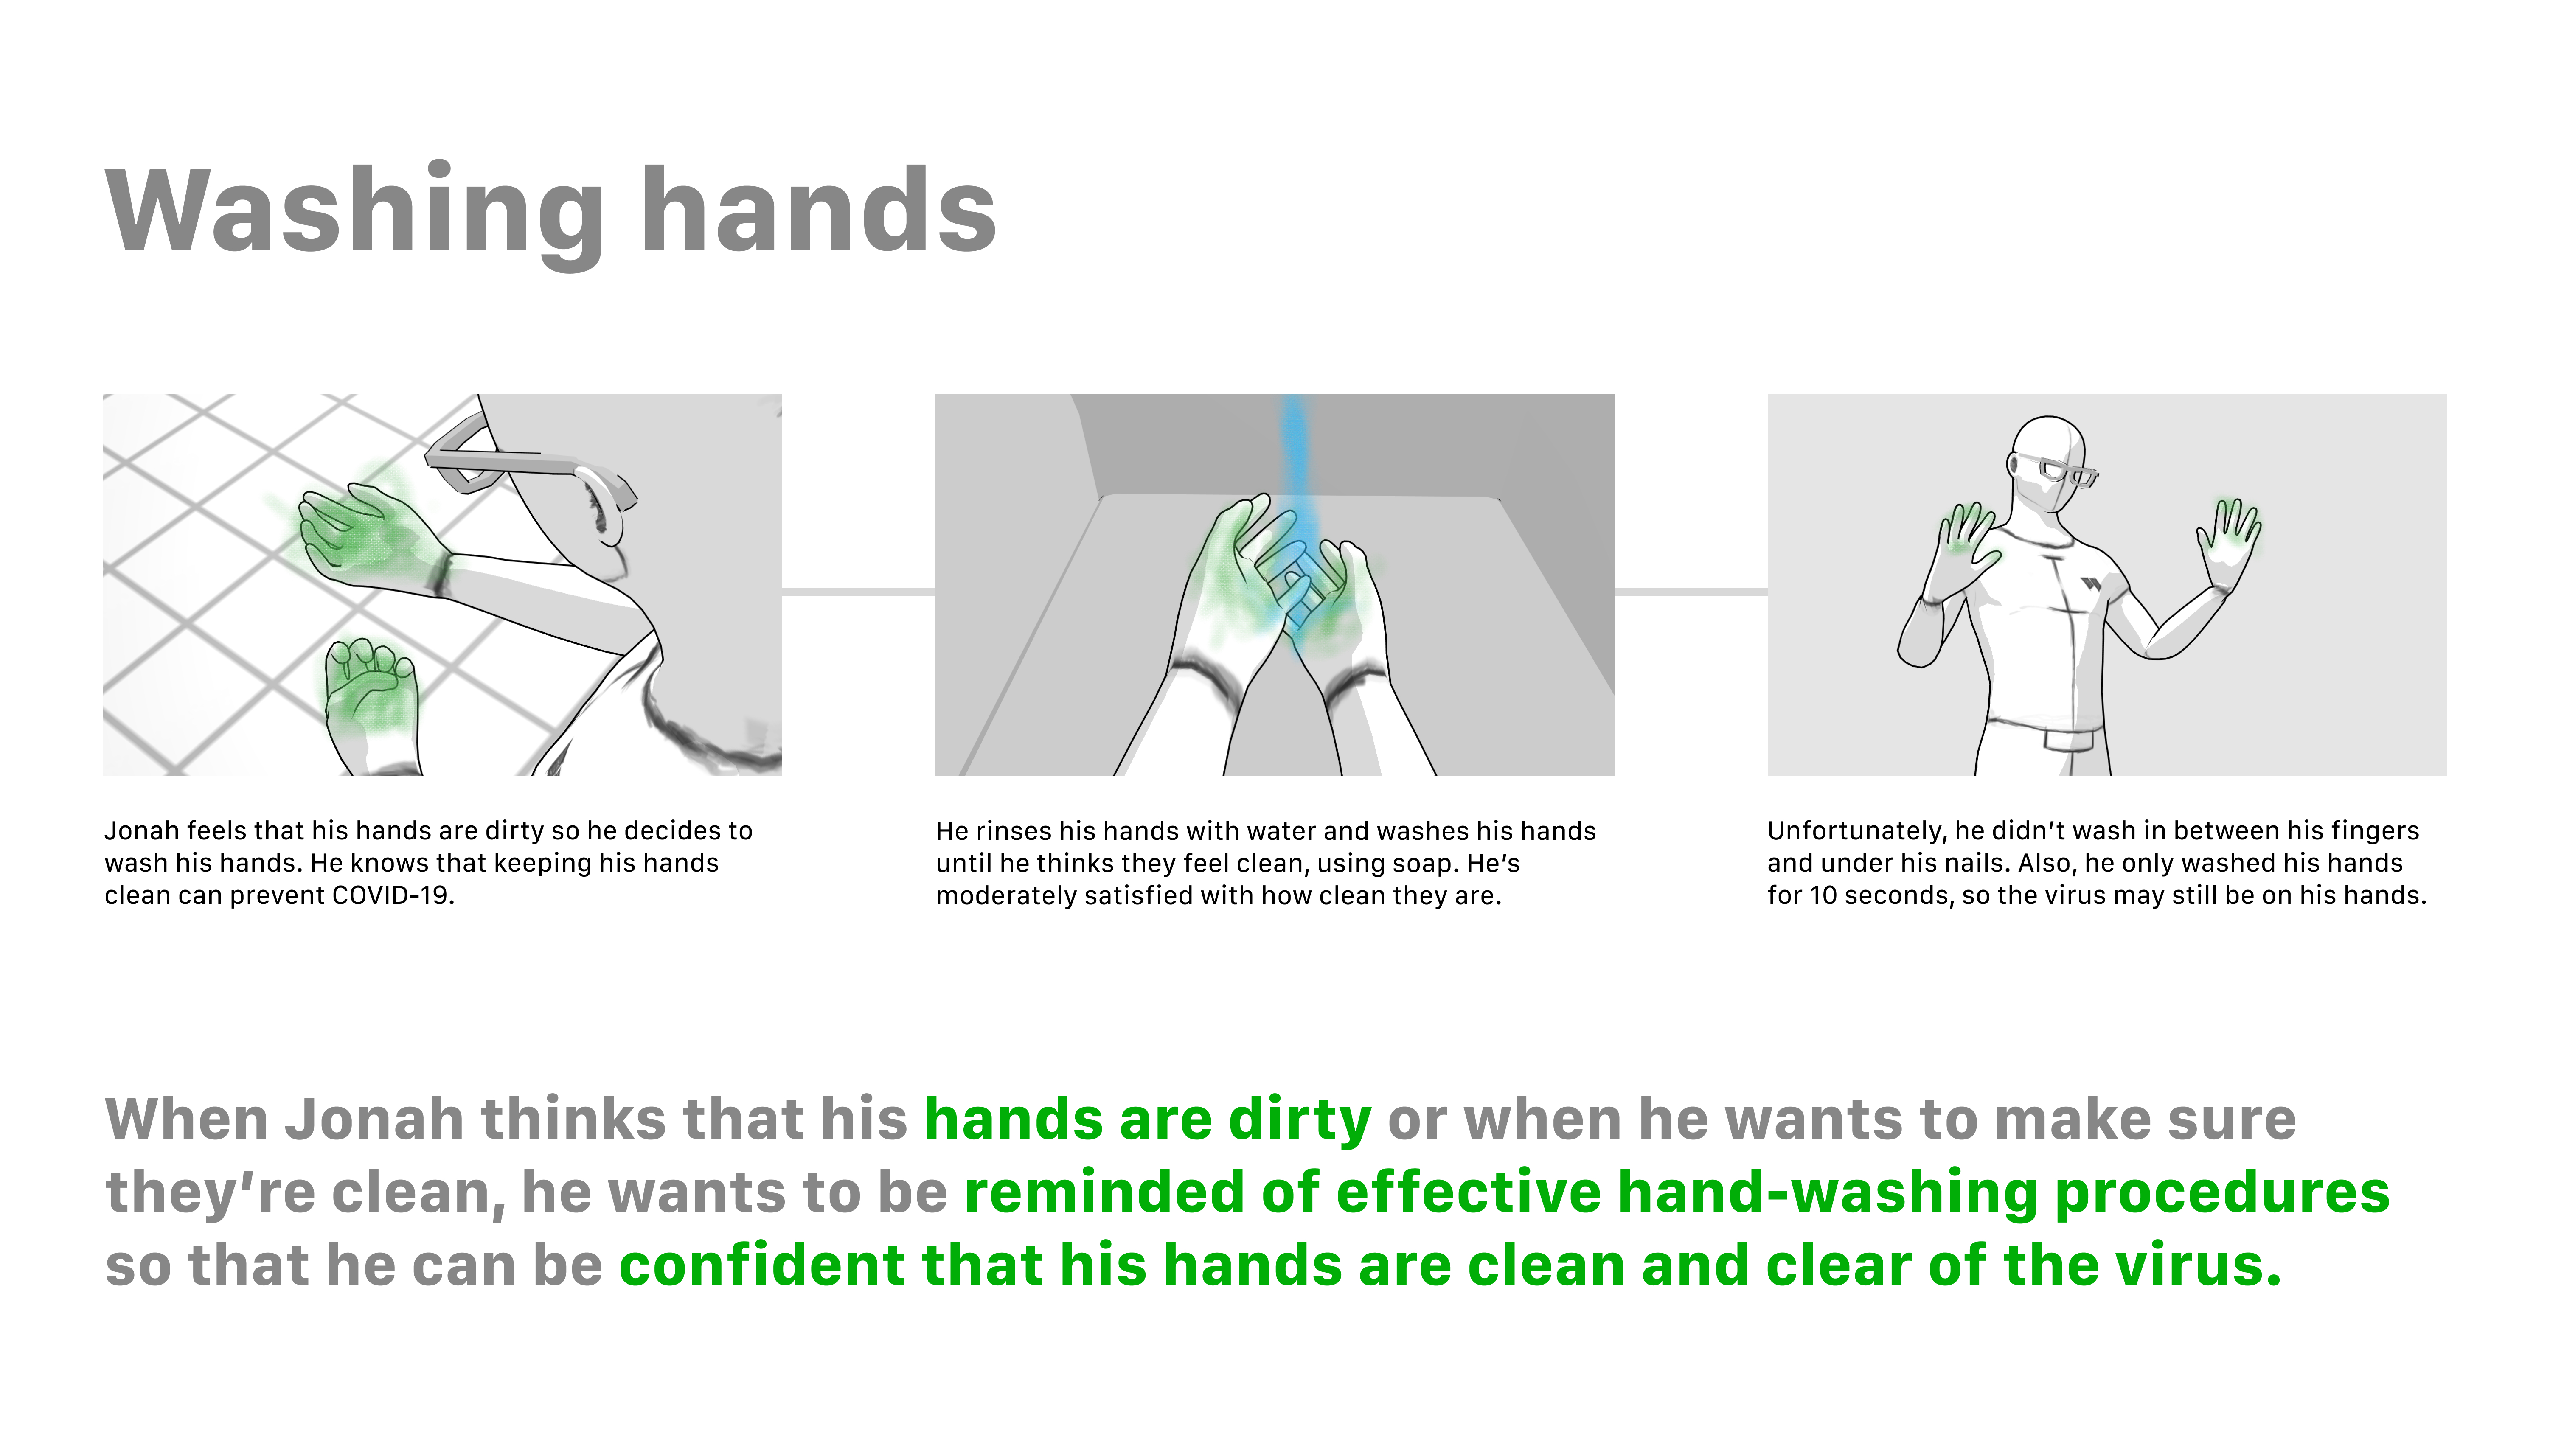 Washing hands
Jonah feels that his hands are dirty so he decides to
wash his hands. He knows that keeping his hands
clean can prevent COVID-19.
He rinses his hands with water and washes his hands
until he thinks they feel clean, using soap. He’s
moderately satisfied with how clean they are.
Unfortunately, he didn’t wash in between his fingers
and under his nails. Also, he only washed his hands
for 10 seconds, so the virus may still be on his hands.
When Jonah thinks that his hands are dirty or when he wants to make sure
they’re clean, he wants to be reminded of effective hand-washing procedures
so that he can be confident that his hands are clean and clear of the virus.